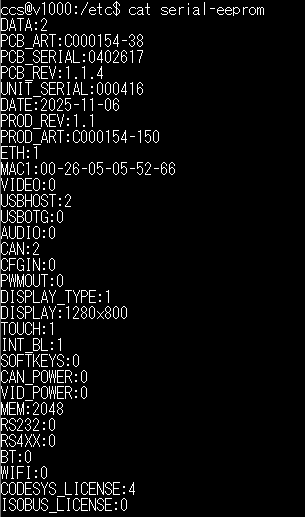 ccs@v1000:/etc$ cat serial-eeprom
DATA:2
PCB_ART:C000154-38
PCB_SERIAL:0402617
PCB_REV:1.1.4
UNIT_SERIAL:000416
DATE:2025-11-06
PROD_REV:1.1
PROD_ART:C000154-150
ETH:1
MAC1:00-26-05-05-52-66
VIDEO:0
USBHOST:2
USBOTG:0
AUDIO:0
CAN:2
CFGIN:0
PWMOUT:0
DISPLAY_TYPE:1
DISPLAY:1280x800
TOUCH:1
INT_BL:1
SOFTKEYS:0
CAN_POWER:0
VID_POWER:0
MEM:2048
RS232:0
RS4XX:0
BT:0
WIFI:0
CODESYS_LICENSE:4
ISOBUS_LICENSE:0